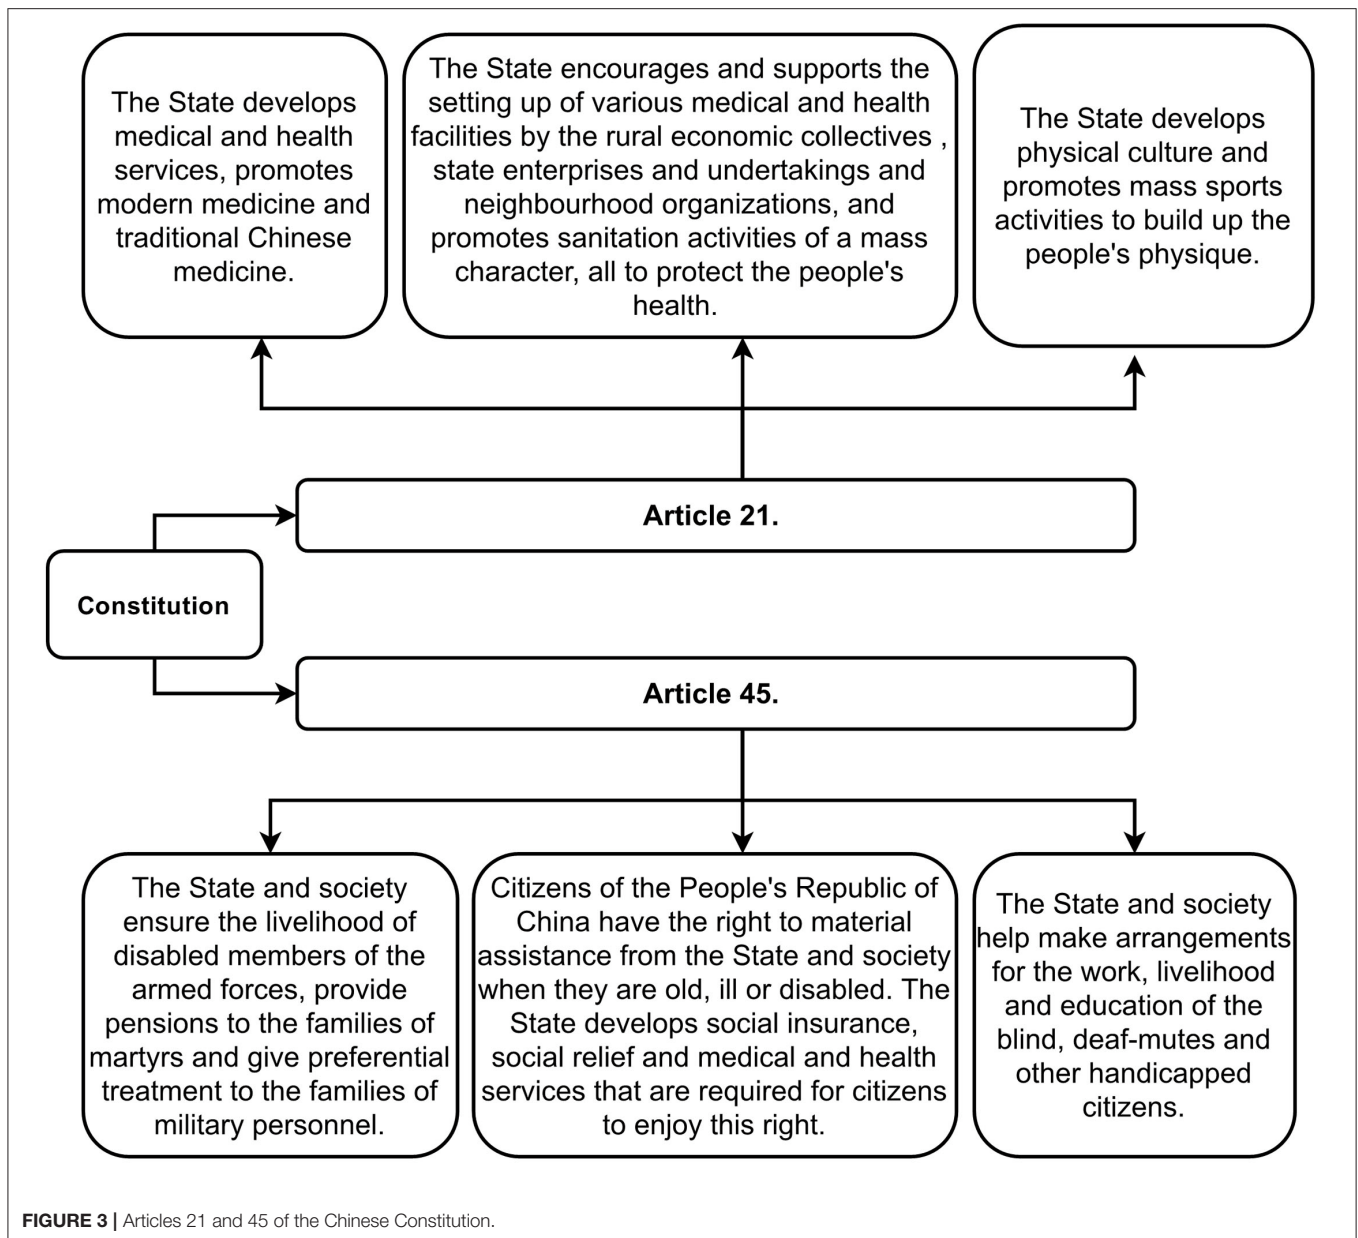 The State develops
medical and health
services, promotes
modern medicine and
traditional Chinese
medicine.
The State encourages and supports the
setting up of various medical and health
facilities by the rural economic collectives ,
state enterprises and undertakings and
neighbourhood organizations, and
promotes sanitation activities of a mass
character, all to protect the people's
health.
The State develops
physical culture and
promotes mass sports
activities to build up the
people's physique.
Article 21.
Constitution
Article 45.
The State and society
ensure the livelihood of
disabled members of the
armed forces, provide
pensions to the families of
martyrs and give preferential
treatment to the families of
military personnel.
Citizens of the People's Republic of
China have the right to material
assistance from the State and society
when they are old, ill or disabled. The
State develops social insurance,
social relief and medical and health
services that are required for citizens
to enjoy this right.
The State and society
help make arrangements
for the work, livelihood
and education of the
blind, deaf-mutes and
other handicapped
citizens.
FIGURE 3 | Articles 21 and 45 of the Chinese Constitution.